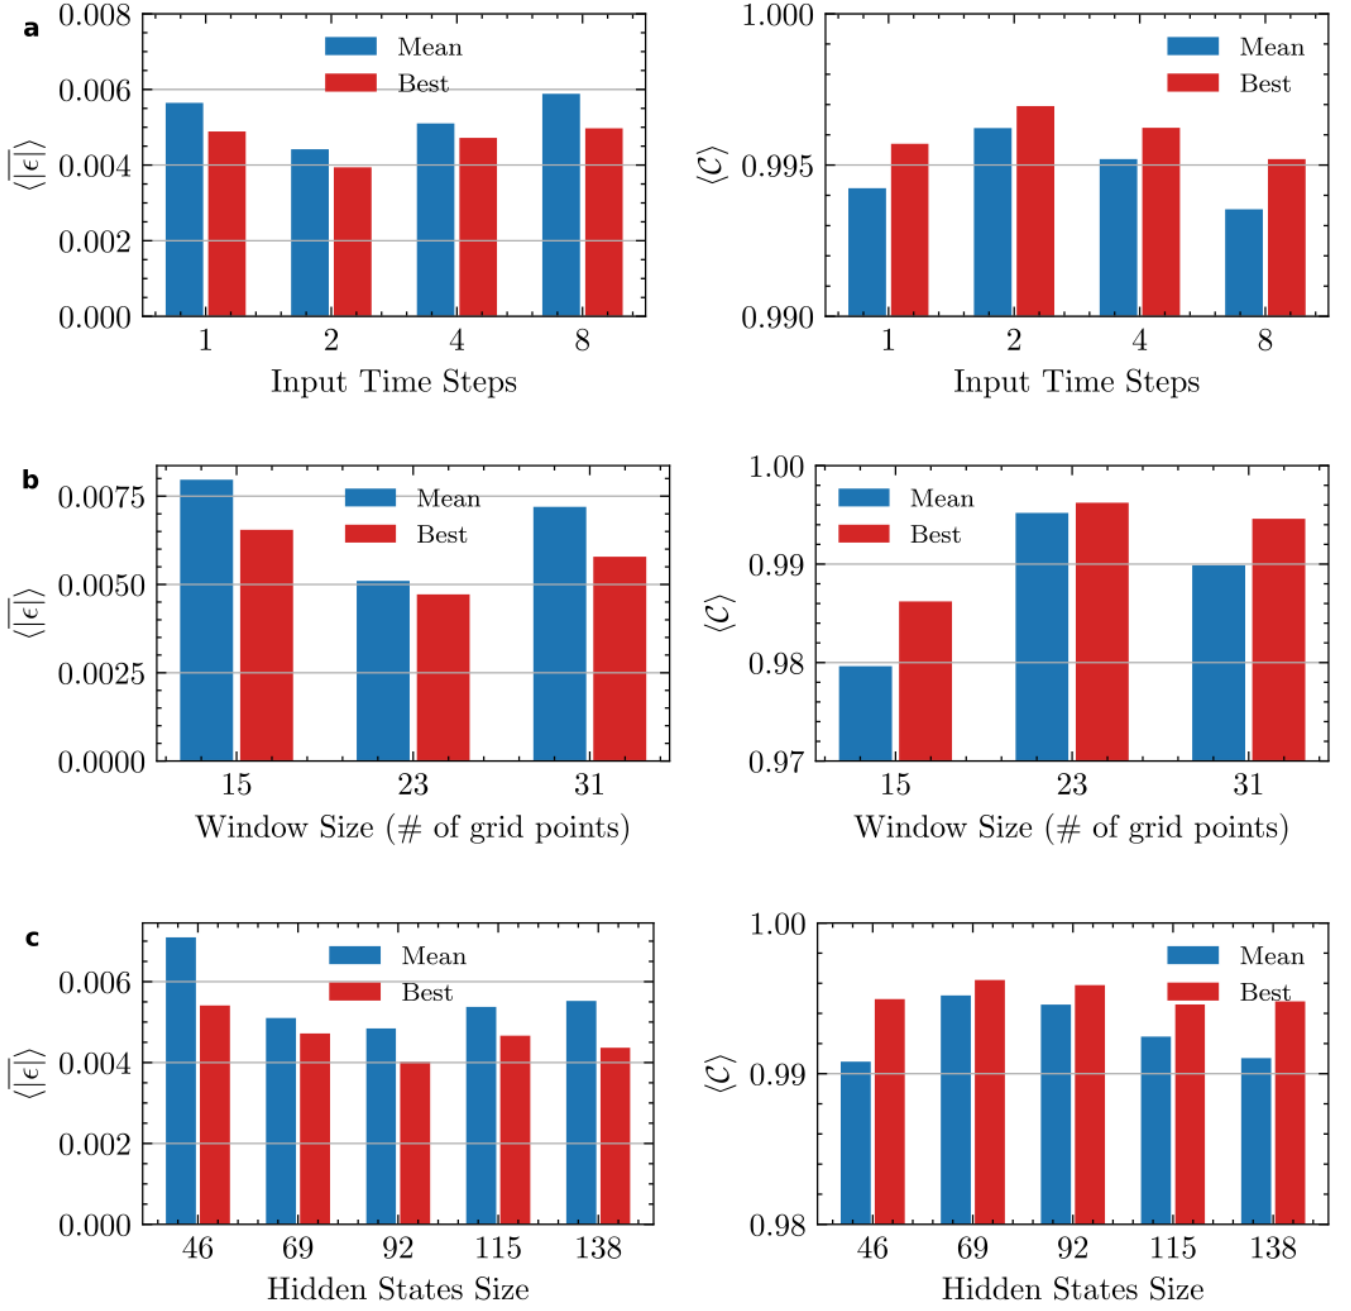 a
0.008
0.006
0.004
0.002
0.000
⟨|ϵ|⟩
Mean
Best
1 2 4 8
Input Time Steps
1.000
0.995
0.990
⟨C⟩
Mean
Best
1 2 4 8
Input Time Steps
b
0.0075
0.0050
0.0025
0.0000
⟨|ϵ|⟩
Mean
Best
15 23 31
Window Size (# of grid points)
1.00
0.99
0.98
0.97
⟨C⟩
Mean
Best
15 23 31
Window Size (# of grid points)
c
0.006
0.004
0.002
0.000
⟨|ϵ|⟩
Mean
Best
46 69 92 115 138
Hidden States Size
1.00
0.99
0.98
⟨C⟩
Mean
Best
46 69 92 115 138
Hidden States Size